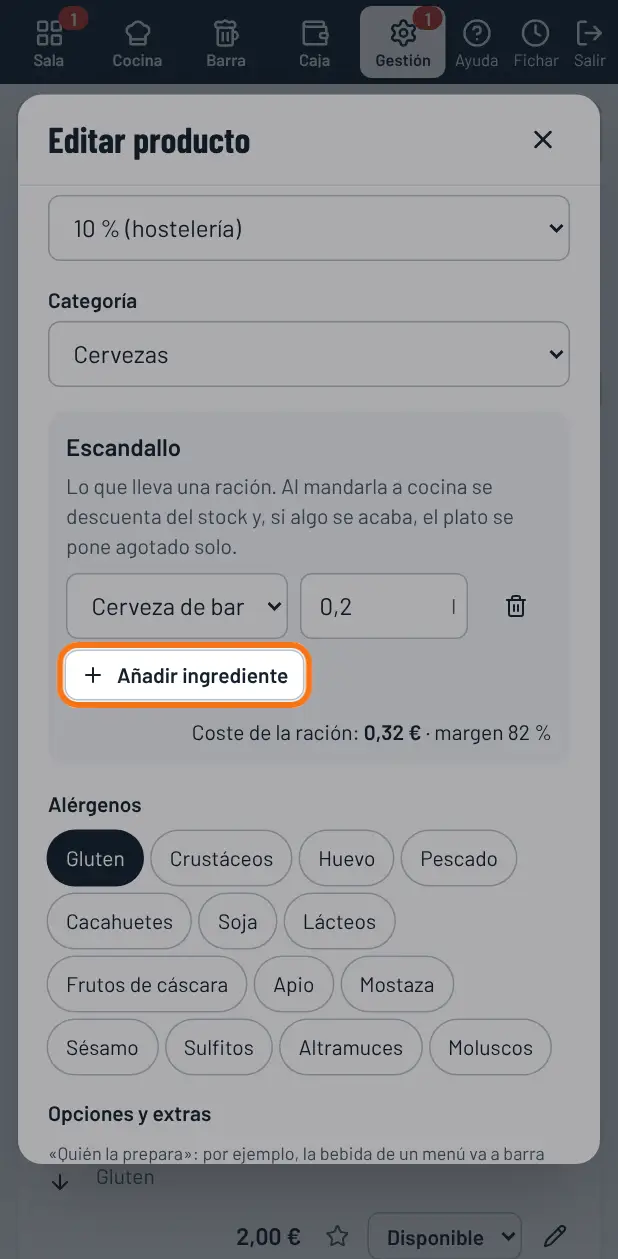 1
1
Sala
Cocina
Barra
Caja
Gestión
Ayuda
Fichar
Salir
Editar producto
10 % (hostelería)
Categoría
Cervezas
Escandallo
Lo que lleva una ración. Al mandarla a cocina se
descuenta del stock y, si algo se acaba, el plato se
pone agotado solo.
Cerveza de bar
0,2
l
+ Añadir ingrediente
Coste de la ración: 0,32 € · margen 82 %
Alérgenos
Gluten
Crustáceos
Huevo
Pescado
Cacahuetes
Soja
Lácteos
Frutos de cáscara
Apio
Mostaza
Sésamo
Sulfitos
Altramuces
Moluscos
Opciones y extras
«Quién la prepara»: por ejemplo, la bebida de un menú va a barra
Gluten
2,00 €
Disponible